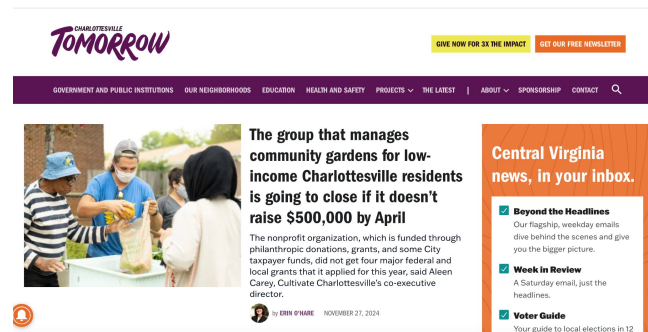 CHARLOTTESVILLE
TOMORROW
GIVE NOW FOR 3X THE IMPACT
GET OUR FREE NEWSLETTER
GOVERNMENT AND PUBLIC INSTITUTIONS
OUR NEIGHBORHOODS
EDUCATION
HEALTH AND SAFETY
PROJECTS
THE LATEST
|
ABOUT
SPONSORSHIP
CONTACT
The group that manages
community gardens for low-
income Charlottesville residents
is going to close if it doesn't
raise $500,000 by April
The nonprofit organization, which is funded through
philanthropic donations, grants, and some City
taxpayer funds, did not get four major federal and
local grants that it applied for this year, said Aleen
Carey, Cultivate Charlottesville's co-executive
director.
by ERIN O'HARE NOVEMBER 27, 2024
Central Virginia
news, in your inbox.
Beyond the Headlines
Our flagship, weekday emails
dive behind the scenes and give
you the bigger picture.
Week in Review
A Saturday email, just the
headlines.
Voter Guide
Your guide to local elections in 12